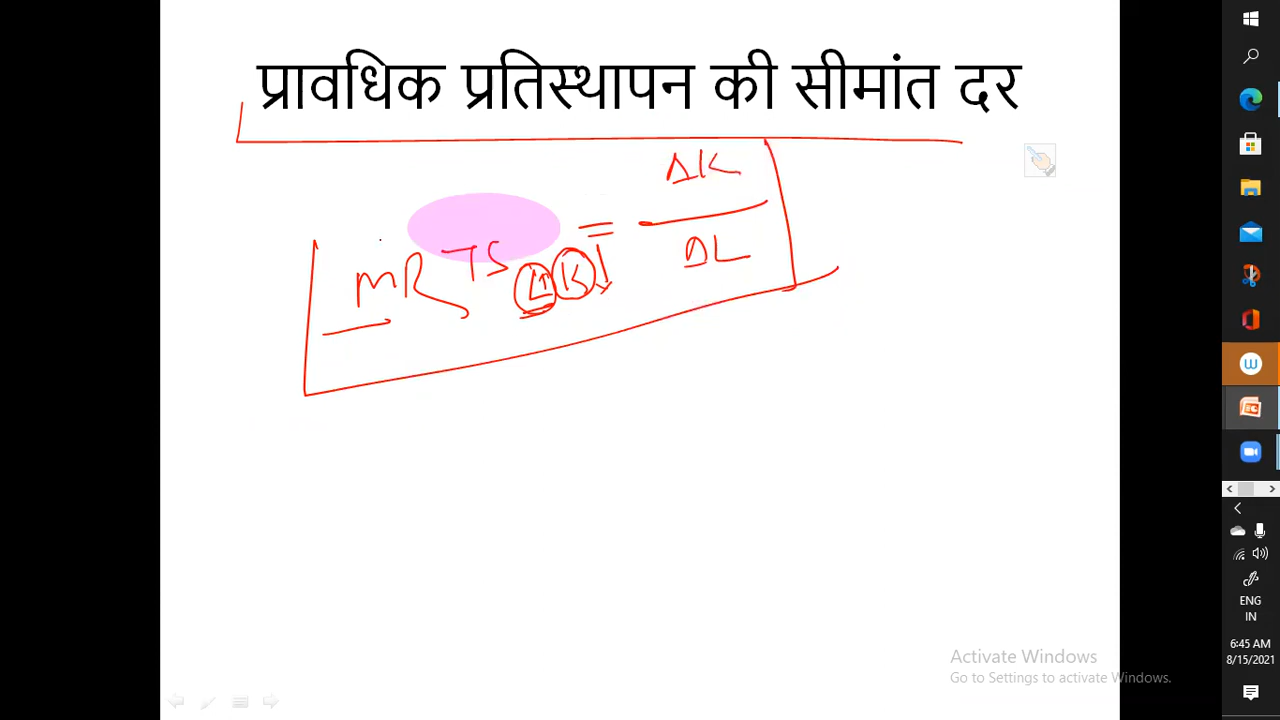 प्रावधिक प्रतिस्थापन की सीमांत दर
MRTS LK = ΔK
ΔL
Activate Windows
Go to Settings to activate Windows.
ENG
IN
6:45 AM
8/15/2021